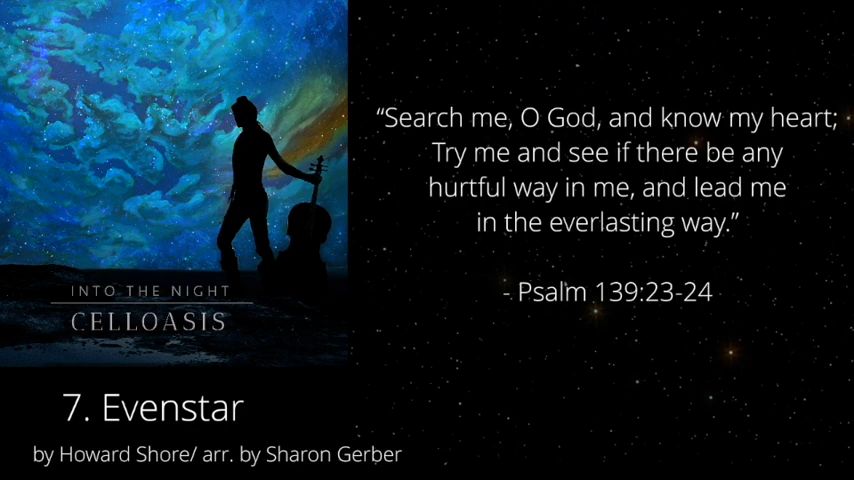 INTO THE NIGHT
CELLOASIS
7. Evenstar
by Howard Shore/ arr. by Sharon Gerber
“Search me, O God, and know my heart;
Try me and see if there be any
hurtful way in me, and lead me
in the everlasting way.”
- Psalm 139:23-24